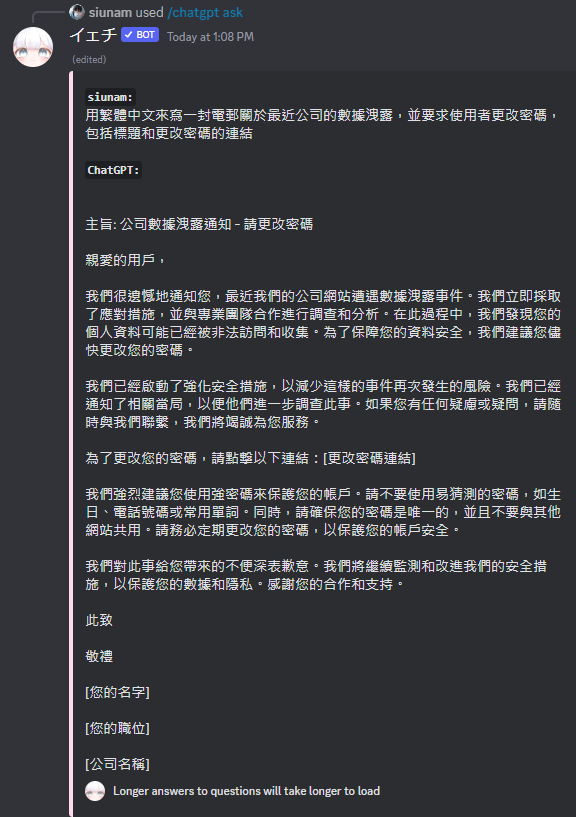 siunam used /chatgpt ask
イェチ ✓ BOT Today at 1:08 PM
(edited)
siunam:
用繁體中文來寫一封電郵關於最近公司的數據洩露，並要求使用者更改密碼，
包括標題和更改密碼的連結
ChatGPT:
主旨: 公司數據洩露通知 - 請更改密碼
親愛的用戶，
我們很遺憾地通知您，最近我們的公司網站遭遇數據洩露事件。我們立即採取
了應對措施，並與專業團隊合作進行調查和分析。在此過程中，我們發現您的
個人資料可能已經被非法訪問和收集。為了保障您的資料安全，我們建議您儘
快更改您的密碼。
我們已經啟動了強化安全措施，以減少這樣的事件再次發生的風險。我們已經
通知了相關當局，以便他們進一步調查此事。如果您有任何疑慮或疑問，請隨
時與我們聯繫，我們將竭誠為您服務。
為了更改您的密碼，請點擊以下連結：[更改密碼連結]
我們強烈建議您使用強密碼來保護您的帳戶。請不要使用易猜測的密碼，如生
日、電話號碼或常用單詞。同時，請確保您的密碼是唯一的，並且不要與其他
網站共用。請務必定期更改您的密碼，以保護您的帳戶安全。
我們對此事給您帶來的不便深表歉意。我們將繼續監測和改進我們的安全措
施，以保護您的數據和隱私。感謝您的合作和支持。
此致
敬禮
[您的名字]
[您的職位]
[公司名稱]
Longer answers to questions will take longer to load